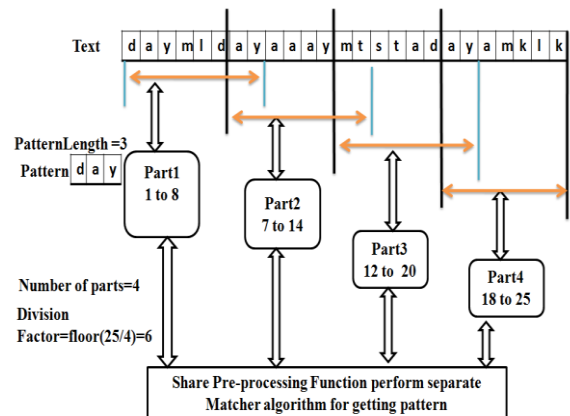 Text d a y m l d a y a a a y m t s t a d a y a m k l k
PatternLength =3
Pattern d a y
Part1
1 to 8
Part2
7 to 14
Part3
12 to 20
Part4
18 to 25
Number of parts=4
Division
Factor=floor(25/4)=6
Share Pre-processing Function perform separate
Matcher algorithm for getting pattern